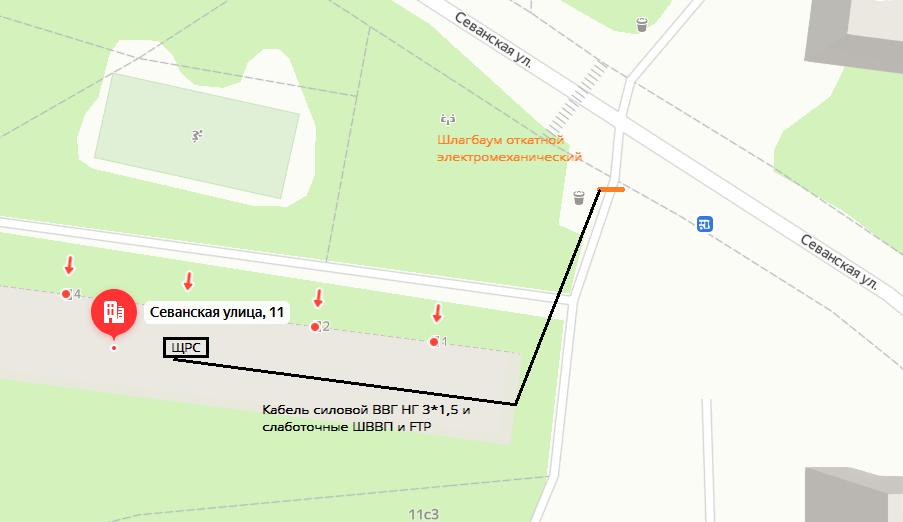 Севанская ул.
Шлагбаум откатной
электромеханический
Севанская ул.
4
Севанская улица, 11
2
1
ЩРС
Кабель силовой ВВГ НГ 3*1,5 и
слаботочные ШВВП и FTP
11с3